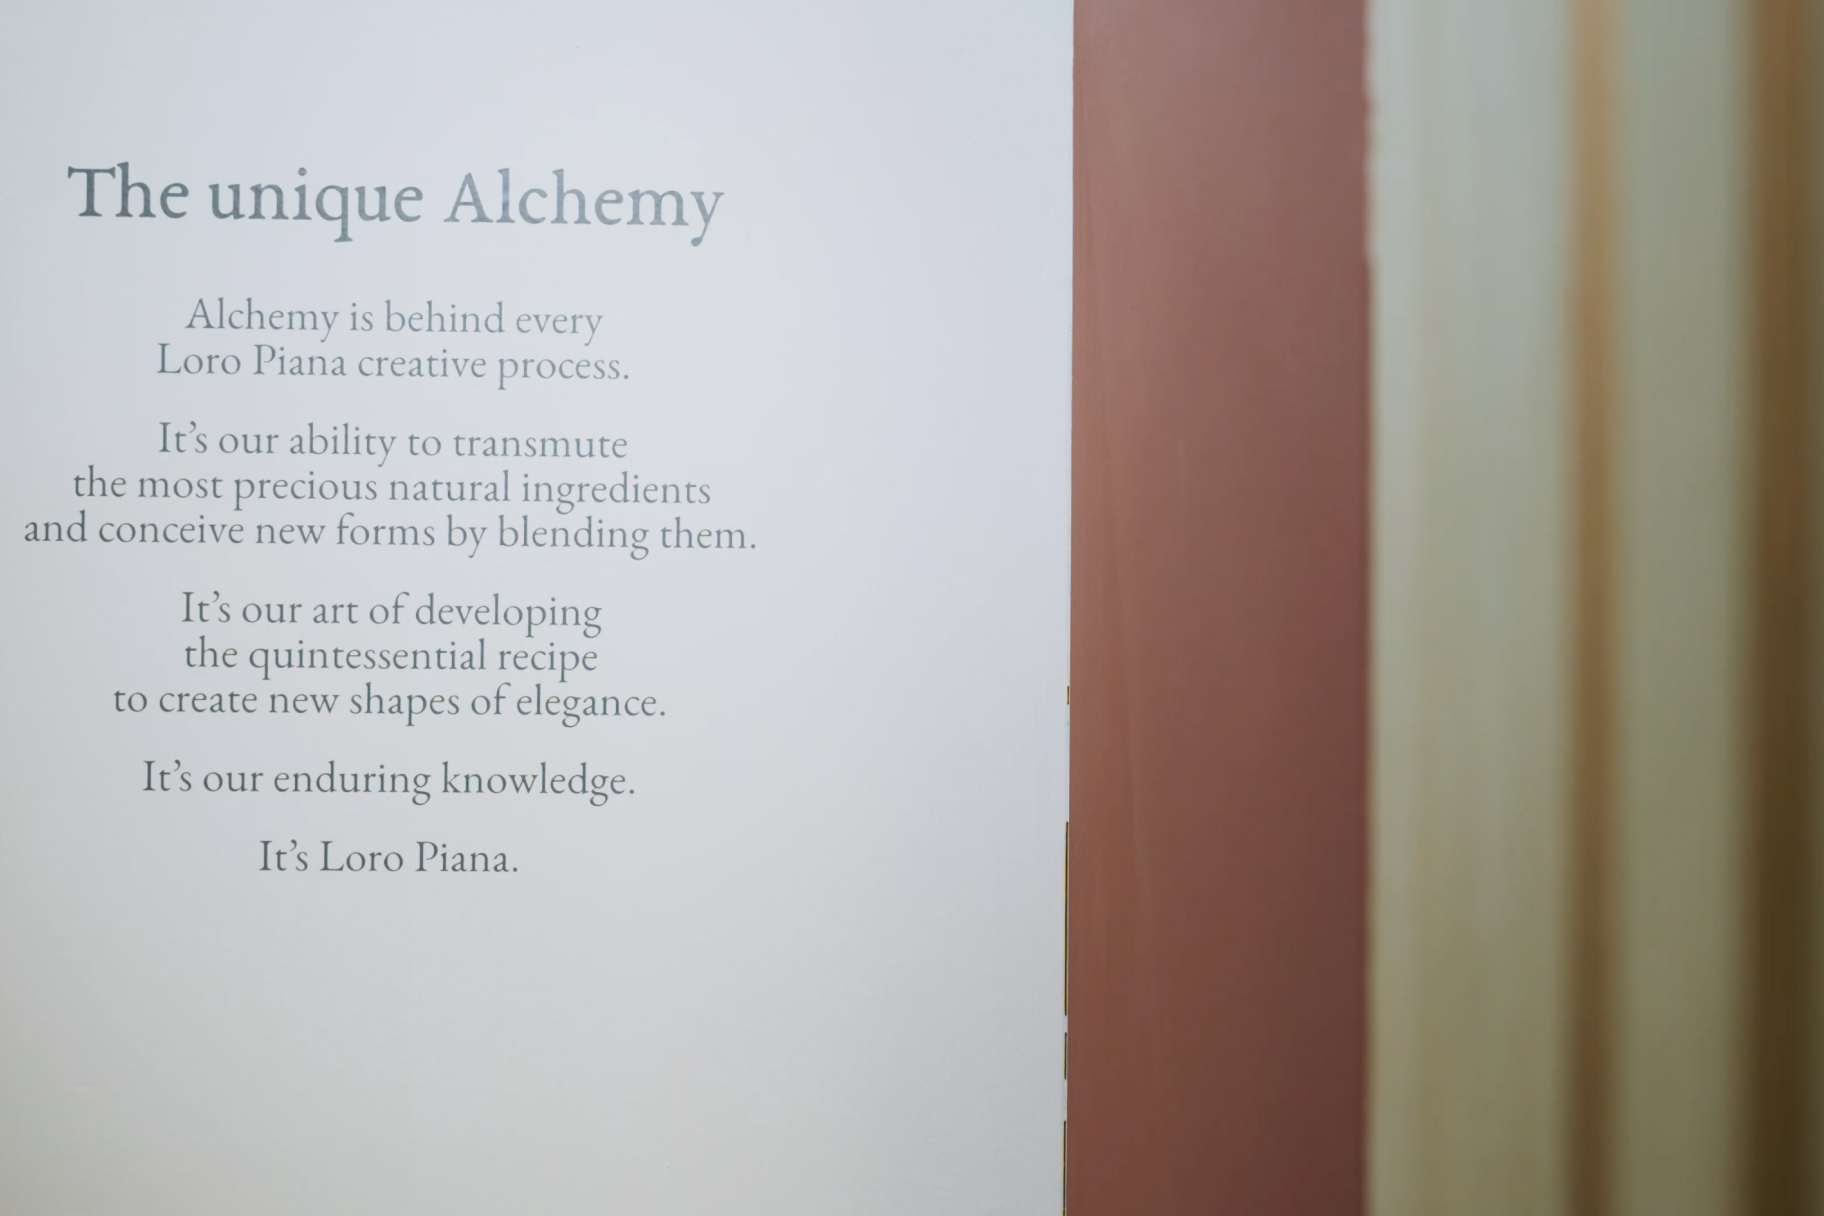 The unique Alchemy
Alchemy is behind every
Loro Piana creative process.
It’s our ability to transmute
the most precious natural ingredients
and conceive new forms by blending them.
It’s our art of developing
the quintessential recipe
to create new shapes of elegance.
It’s our enduring knowledge.
It’s Loro Piana.